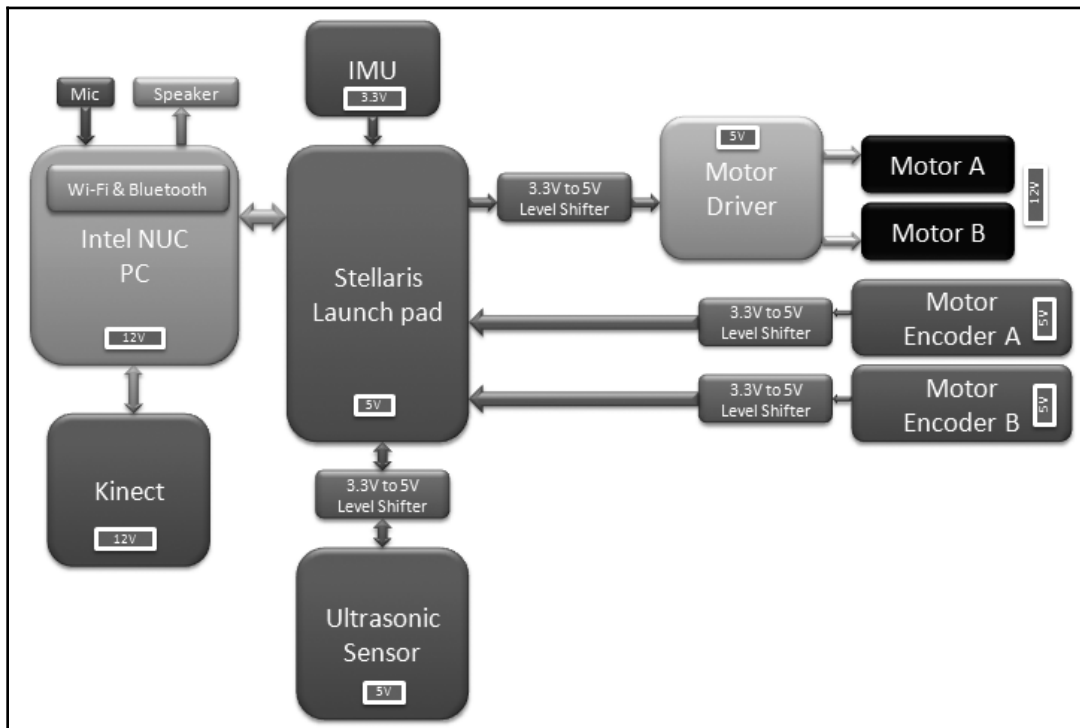 IMU
3.3V
Mic
Speaker
Wi-Fi & Bluetooth
Intel NUC
PC
12V
Stellaris
Launch pad
5V
3.3V to 5V
Level Shifter
5V
Motor
Driver
Motor A
Motor B
12V
3.3V to 5V
Level Shifter
Motor
Encoder A
5V
3.3V to 5V
Level Shifter
Motor
Encoder B
5V
Kinect
12V
3.3V to 5V
Level Shifter
Ultrasonic
Sensor
5V